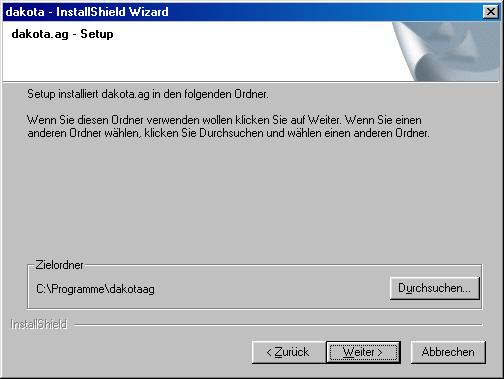 dakota - InstallShield Wizard
dakota.ag - Setup
Setup installiert dakota.ag in den folgenden Ordner.
Wenn Sie diesen Ordner verwenden wollen klicken Sie auf Weiter. Wenn Sie einen
anderen Ordner wählen, klicken Sie Durchsuchen und wählen einen anderen Ordner.
Zielordner
C:\Programme\dakotaag
Durchsuchen...
InstallShield
< Zurück
Weiter >
Abbrechen